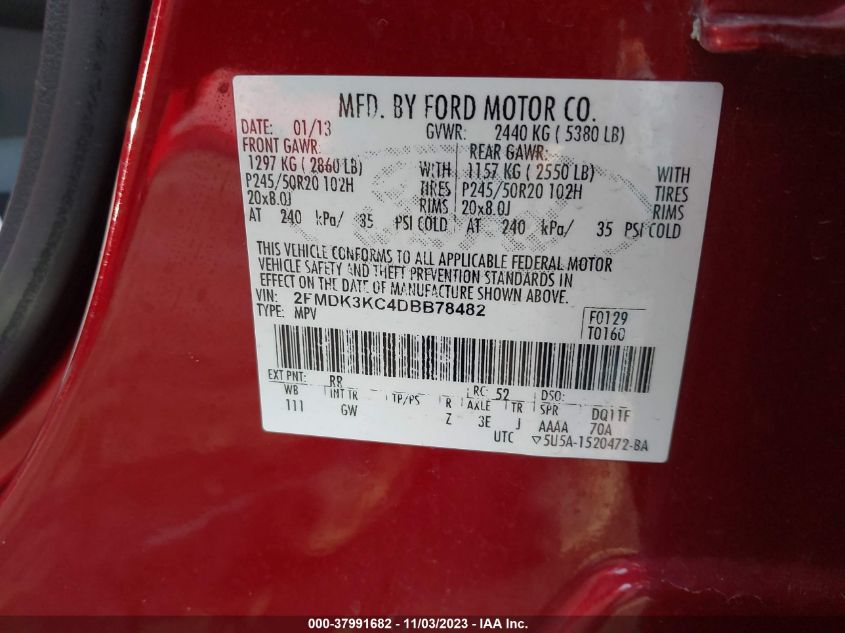 MFD. BY FORD MOTOR CO.
DATE: 01/13 GVWR: 2440 KG ( 5380 LB)
FRONT GAWR: REAR GAWR:
1297 KG ( 2860 LB) WITH 1157 KG ( 2550 LB) WITH
P245/50R20 102H TIRES P245/50R20 102H TIRES
20x8.0J RIMS 20x8.0J RIMS
AT 240 kPa/ 35 PSI COLD AT 240 kPa/ 35 PSI COLD
THIS VEHICLE CONFORMS TO ALL APPLICABLE FEDERAL MOTOR
VEHICLE SAFETY AND THEFT PREVENTION STANDARDS IN
EFFECT ON THE DATE OF MANUFACTURE SHOWN ABOVE.
VIN: 2FMDK3KC4DBB78482 F0129
TYPE: MPV T0160
EXT PNT: RR RC: 52 DSO:
WB INT TR TP/PS R AXLE TR SPR DQ11F
111 GW Z 3E J AAAA 70A
UTC ▽5U5A-1520472-BA
000-37991682 - 11/03/2023 - IAA Inc.